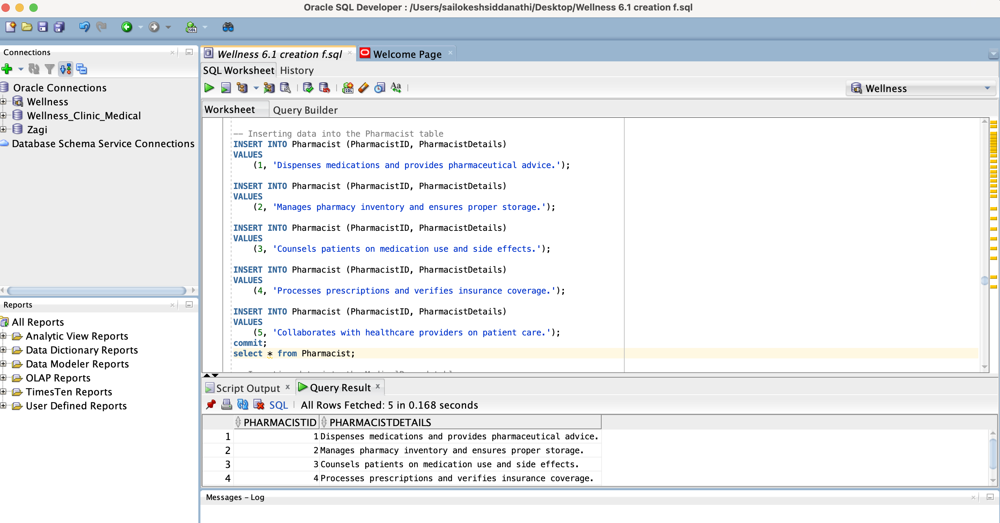 Oracle SQL Developer : /Users/sailokeshsiddanathi/Desktop/Wellness 6.1 creation f.sql
Connections
Oracle Connections
Wellness
Wellness_Clinic_Medical
Zagi
Database Schema Service Connections
Reports
All Reports
Analytic View Reports
Data Dictionary Reports
Data Modeler Reports
OLAP Reports
TimesTen Reports
User Defined Reports
Wellness 6.1 creation f.sql
Welcome Page
SQL Worksheet History
Wellness
Worksheet Query Builder
-- Inserting data into the Pharmacist table
INSERT INTO Pharmacist (PharmacistID, PharmacistDetails)
VALUES
(1, 'Dispenses medications and provides pharmaceutical advice.');
INSERT INTO Pharmacist (PharmacistID, PharmacistDetails)
VALUES
(2, 'Manages pharmacy inventory and ensures proper storage.');
INSERT INTO Pharmacist (PharmacistID, PharmacistDetails)
VALUES
(3, 'Counsels patients on medication use and side effects.');
INSERT INTO Pharmacist (PharmacistID, PharmacistDetails)
VALUES
(4, 'Processes prescriptions and verifies insurance coverage.');
INSERT INTO Pharmacist (PharmacistID, PharmacistDetails)
VALUES
(5, 'Collaborates with healthcare providers on patient care.');
commit;
select * from Pharmacist;
Script Output Query Result
SQL All Rows Fetched: 5 in 0.168 seconds
PHARMACISTID PHARMACISTDETAILS
1 1 Dispenses medications and provides pharmaceutical advice.
2 2 Manages pharmacy inventory and ensures proper storage.
3 3 Counsels patients on medication use and side effects.
4 4 Processes prescriptions and verifies insurance coverage.
Messages - Log